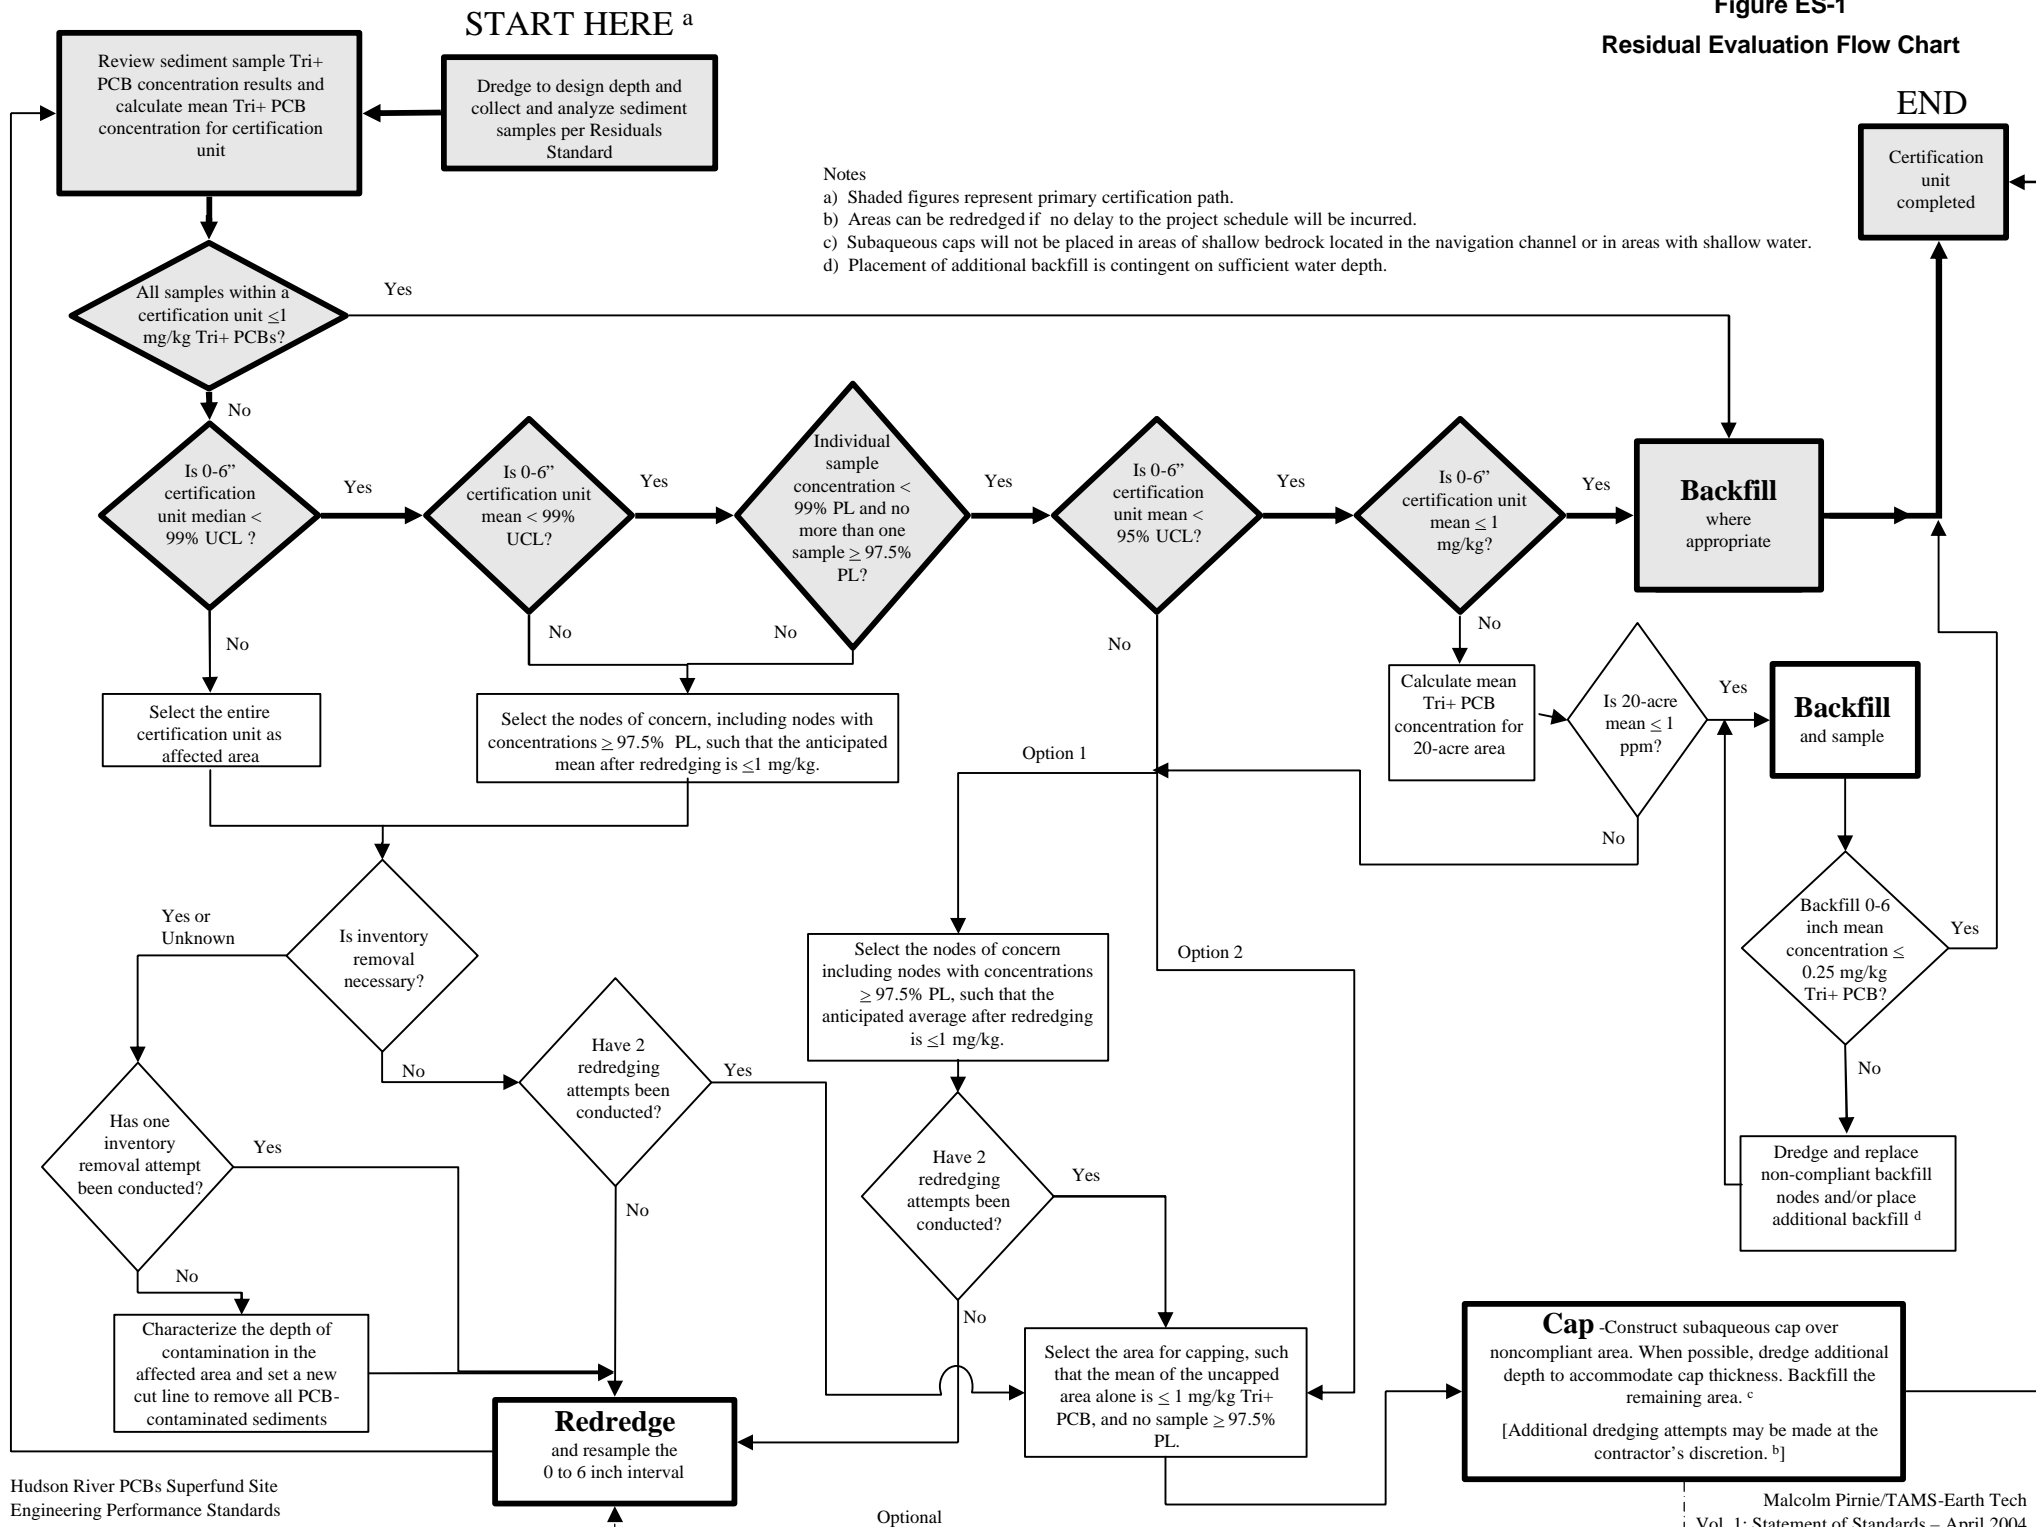 Figure ES-1
Residual Evaluation Flow Chart
START HERE a
END
Review sediment sample Tri+
PCB concentration results and
calculate mean Tri+ PCB
concentration for certification
unit
Dredge to design depth and
collect and analyze sediment
samples per Residuals
Standard
Certification
unit
completed
Notes
a) Shaded figures represent primary certification path.
b) Areas can be redredged if no delay to the project schedule will be incurred.
c) Subaqueous caps will not be placed in areas of shallow bedrock located in the navigation channel or in areas with shallow water.
d) Placement of additional backfill is contingent on sufficient water depth.
All samples within a
certification unit ≤1
mg/kg Tri+ PCBs?
Yes
No
Is 0-6”
certification
unit median <
99% UCL ?
Yes
Is 0-6”
certification unit
mean < 99%
UCL?
Yes
Individual
sample
concentration <
99% PL and no
more than one
sample ≥ 97.5%
PL?
Yes
Is 0-6”
certification
unit mean <
95% UCL?
Yes
Is 0-6”
certification unit
mean ≤ 1
mg/kg?
Yes
Backfill
where
appropriate
No
No
No
No
No
Select the entire
certification unit as
affected area
Select the nodes of concern, including nodes with
concentrations ≥ 97.5% PL, such that the anticipated
mean after redredging is ≤1 mg/kg.
Calculate mean
Tri+ PCB
concentration for
20-acre area
Is 20-acre
mean ≤ 1
ppm?
Yes
Backfill
and sample
No
Option 1
Option 2
Yes or
Unknown
Is inventory
removal
necessary?
No
Select the nodes of concern
including nodes with concentrations
≥ 97.5% PL, such that the
anticipated average after redredging
is ≤1 mg/kg.
Backfill 0-6
inch mean
concentration ≤
0.25 mg/kg
Tri+ PCB?
Yes
No
Have 2
redredging
attempts been
conducted?
Yes
No
Has one
inventory
removal attempt
been conducted?
Yes
No
Have 2
redredging
attempts been
conducted?
Yes
No
Dredge and replace
non-compliant backfill
nodes and/or place
additional backfill d
Characterize the depth of
contamination in the
affected area and set a new
cut line to remove all PCB-
contaminated sediments
Redredge
and resample the
0 to 6 inch interval
Select the area for capping, such
that the mean of the uncapped
area alone is ≤ 1 mg/kg Tri+
PCB, and no sample ≥ 97.5%
PL.
Cap -Construct subaqueous cap over
noncompliant area. When possible, dredge additional
depth to accommodate cap thickness. Backfill the
remaining area. c
[Additional dredging attempts may be made at the
contractor’s discretion. b]
Hudson River PCBs Superfund Site
Engineering Performance Standards
Optional
Malcolm Pirnie/TAMS-Earth Tech
Vol. 1: Statement of Standards – April 2004